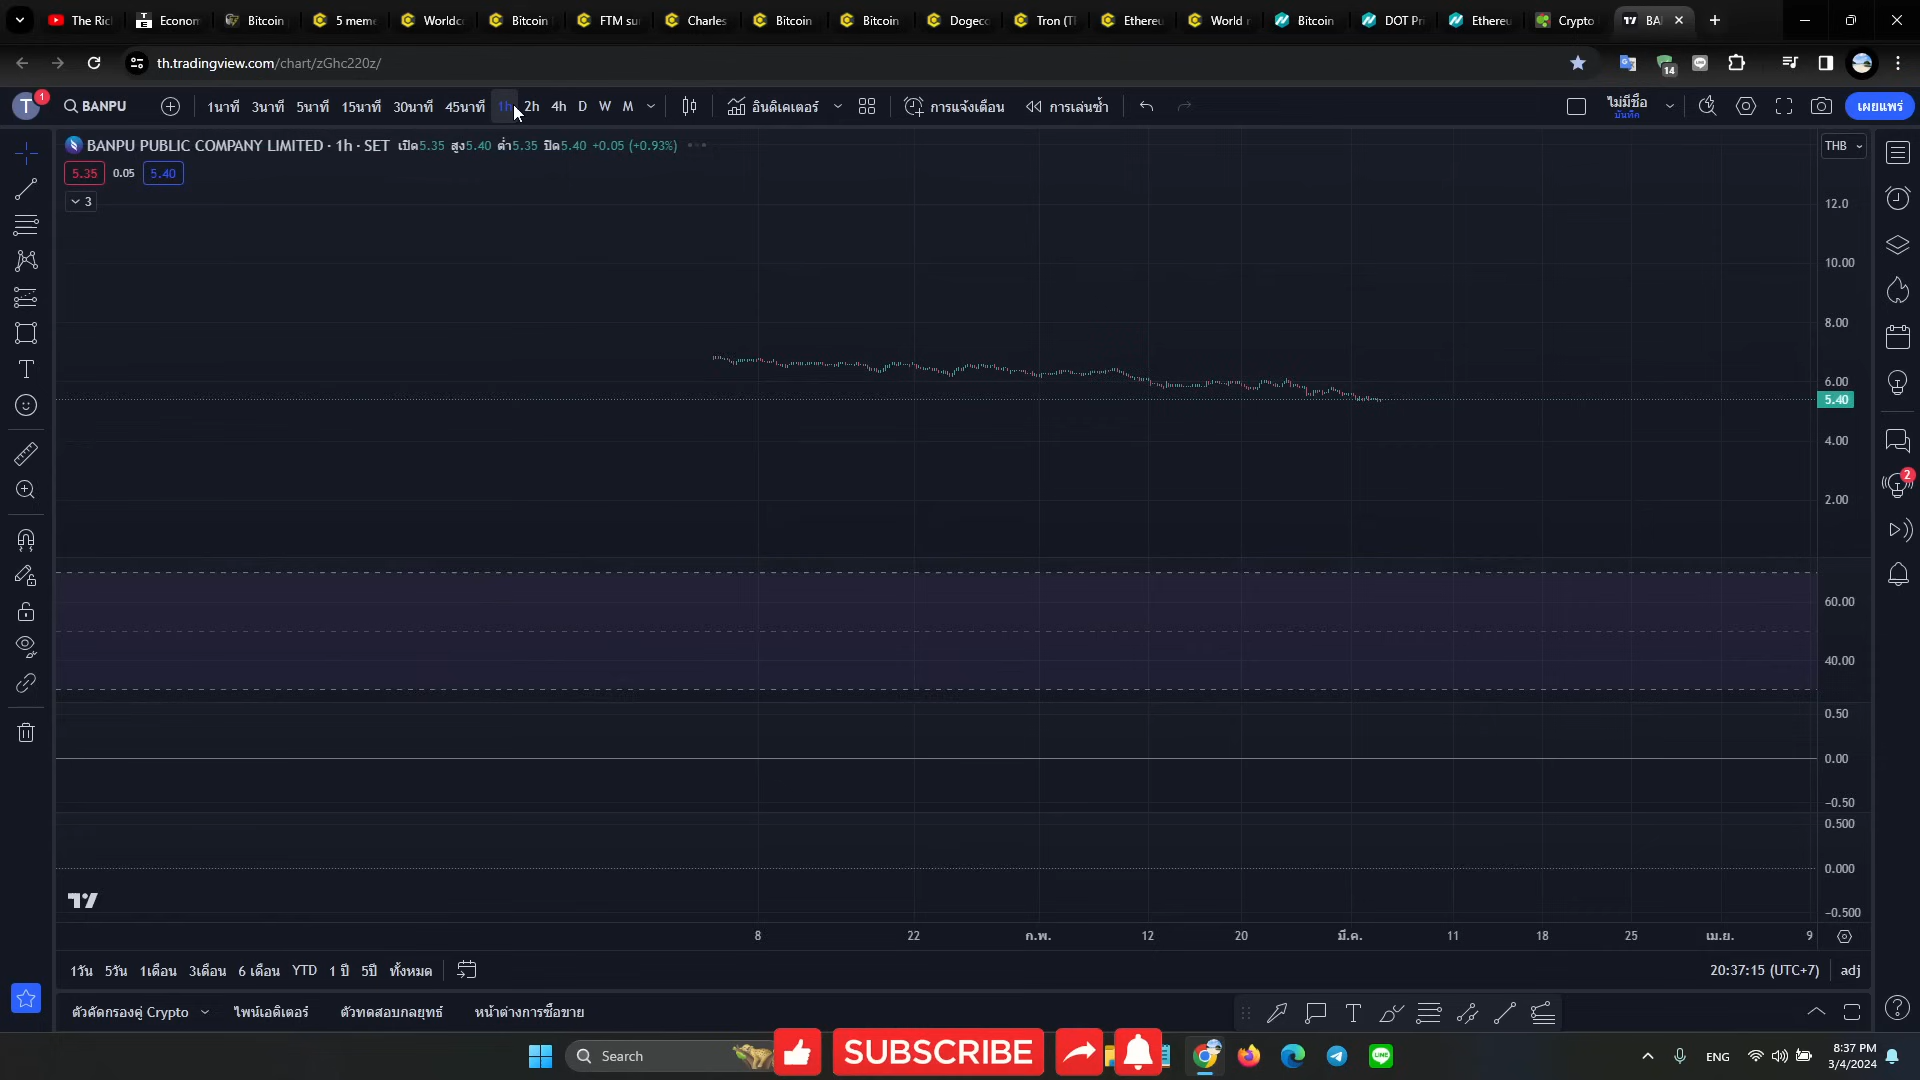 The Ric
Econom
Bitcoin
5 meme
Worldc
Bitcoin
FTM su
Charles
Bitcoin
Bitcoin
Dogeco
Tron (T
Ethereu
World
Bitcoin
DOT Pri
Ethereu
Crypto
BA
th.tradingview.com/chart/zGhc220z/
14
T
1
BANPU
1นาที
3นาที
5นาที
15นาที
30นาที
45นาที
1h
2h
4h
D
W
M
อินดิเคเตอร์
การแจ้งเตือน
การเล่นซ้ำ
ไม่มีชื่อ
บันทึก
เผยแพร่
BANPU PUBLIC COMPANY LIMITED · 1h · SET เปิด5.35 สูง5.40 ต่ำ5.35 ปิด5.40 +0.05 (+0.93%)
THB
5.35 0.05 5.40
3
12.0
10.00
8.00
6.00
5.40
4.00
2.00
2
60.00
40.00
0.50
0.00
−0.50
0.500
0.000
−0.500
8 22 ก.พ. 12 20 มี.ค. 11 18 25 เม.ย. 9
1วัน 5วัน 1เดือน 3เดือน 6 เดือน YTD 1 ปี 5ปี ทั้งหมด
20:37:15 (UTC+7) adj
ตัวคัดกรองคู่ Crypto
ไพน์เอดิเตอร์
ตัวทดสอบกลยุทธ์
หน้าต่างการซื้อขาย
Search
SUBSCRIBE
LINE
ENG
8:37 PM
3/4/2024